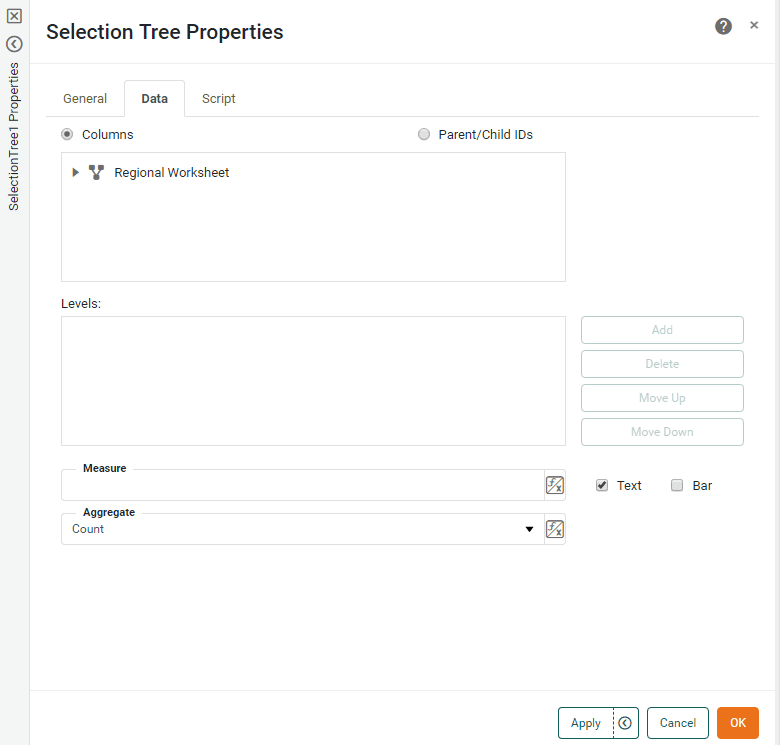 SelectionTree1 Properties
Selection Tree Properties
General Data Script
Columns Parent/Child IDs
Regional Worksheet
Levels:
Add
Delete
Move Up
Move Down
Measure
Text Bar
Aggregate
Count
Apply Cancel OK